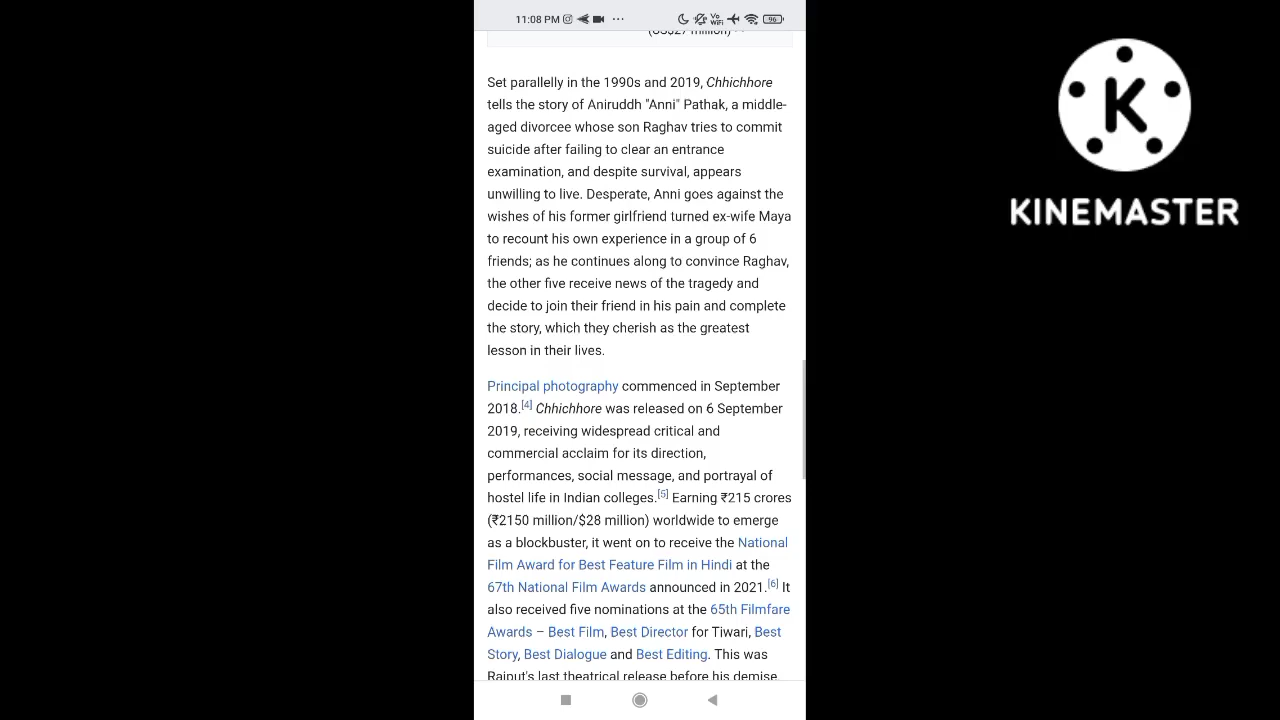 11:08 PM
Vo WiFi
96
Set parallelly in the 1990s and 2019, Chhichhore
tells the story of Aniruddh "Anni" Pathak, a middle-
aged divorcee whose son Raghav tries to commit
suicide after failing to clear an entrance
examination, and despite survival, appears
unwilling to live. Desperate, Anni goes against the
wishes of his former girlfriend turned ex-wife Maya
to recount his own experience in a group of 6
friends; as he continues along to convince Raghav,
the other five receive news of the tragedy and
decide to join their friend in his pain and complete
the story, which they cherish as the greatest
lesson in their lives.
Principal photography commenced in September
2018.[4] Chhichhore was released on 6 September
2019, receiving widespread critical and
commercial acclaim for its direction,
performances, social message, and portrayal of
hostel life in Indian colleges.[5] Earning ₹215 crores
(₹2150 million/$28 million) worldwide to emerge
as a blockbuster, it went on to receive the National
Film Award for Best Feature Film in Hindi at the
67th National Film Awards announced in 2021.[6] It
also received five nominations at the 65th Filmfare
Awards – Best Film, Best Director for Tiwari, Best
Story, Best Dialogue and Best Editing. This was
Rajput's last theatrical release before his demise.
K
KINEMASTER